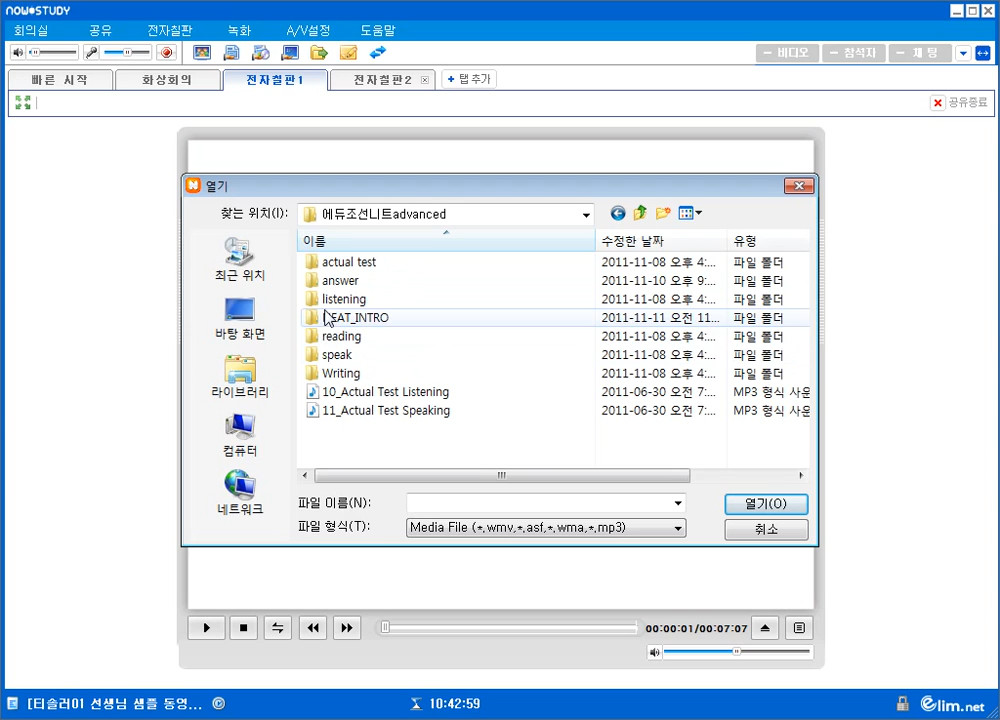 NOW●STUDY
회의실 공유 전자칠판 녹화 A/V설정 도움말
비디오 참석자 채팅
빠른 시작 화상회의 전자칠판1 전자칠판2 + 탭추가
공유종료
열기
찾는 위치(I): 에듀조선니트advanced
이름 수정한 날짜 유형
actual test 2011-11-08 오후 4:... 파일 폴더
answer 2011-11-10 오후 9:... 파일 폴더
listening 2011-11-08 오후 4:... 파일 폴더
EAT_INTRO 2011-11-11 오전 11... 파일 폴더
reading 2011-11-08 오후 4:... 파일 폴더
speak 2011-11-08 오후 4:... 파일 폴더
Writing 2011-11-08 오후 4:... 파일 폴더
10_Actual Test Listening 2011-06-30 오전 7:... MP3 형식 사운
11_Actual Test Speaking 2011-06-30 오전 7:... MP3 형식 사운
최근 위치
바탕 화면
라이브러리
컴퓨터
네트워크
파일 이름(N): 열기(O)
파일 형식(T): Media File (*,wmv,*,asf,*,wma,*,mp3) 취소
00:00:01/00:07:07
[티솔러01 선생님 샘플 동영... 10:42:59 elim.net